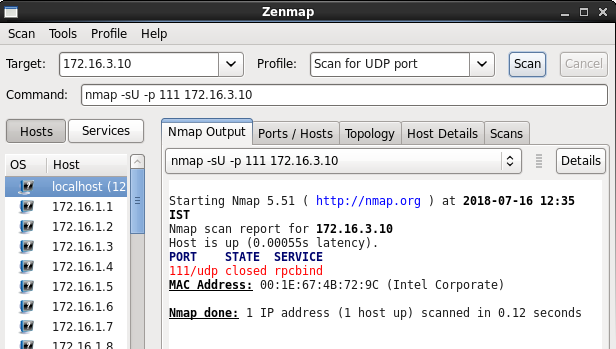 Zenmap
Scan Tools Profile Help
Target: 172.16.3.10 Profile: Scan for UDP port Scan Cancel
Command: nmap -sU -p 111 172.16.3.10
Hosts Services
Nmap Output Ports / Hosts Topology Host Details Scans
OS Host
nmap -sU -p 111 172.16.3.10 Details
localhost (12
172.16.1.1
172.16.1.2
172.16.1.3
172.16.1.4
172.16.1.5
172.16.1.6
172.16.1.7
172.16.1.8
Starting Nmap 5.51 ( http://nmap.org ) at 2018-07-16 12:35
IST
Nmap scan report for 172.16.3.10
Host is up (0.00055s latency).
PORT STATE SERVICE
111/udp closed rpcbind
MAC Address: 00:1E:67:4B:72:9C (Intel Corporate)
Nmap done: 1 IP address (1 host up) scanned in 0.12 seconds